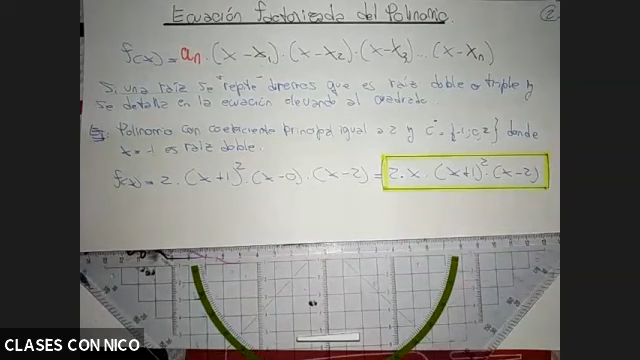 Ecuación factorizada del Polinomio.
2
f(x) = an . (x - x1) . (x - x2) . (x - x3) ... (x - xn)
Si una raíz se "repite" diremos que es raíz doble o triple y
se detalla en la ecuación elevando al cuadrado...
Ej: Polinomio con coeficiente principal igual a 2 y C° = {-1; 0; 2} donde
x = -1 es raíz doble.
f(x) = 2 . (x+1)² . (x-0) . (x-2) = 2 . x . (x+1)² . (x-2)
CLASES CON NICO